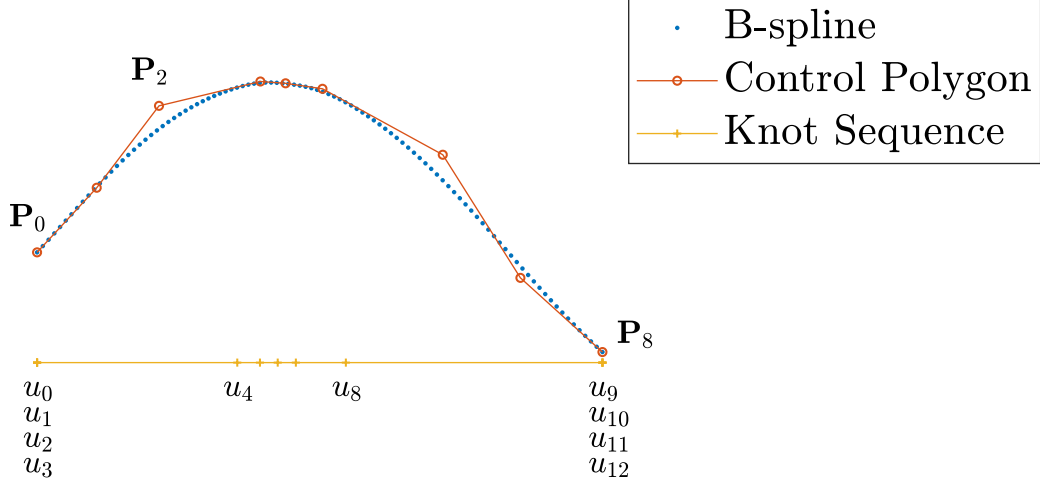 B-spline
Control Polygon
Knot Sequence
P₂
P₀
P₈
u₀ u₄ u₈ u₉
u₁ u₁₀
u₂ u₁₁
u₃ u₁₂